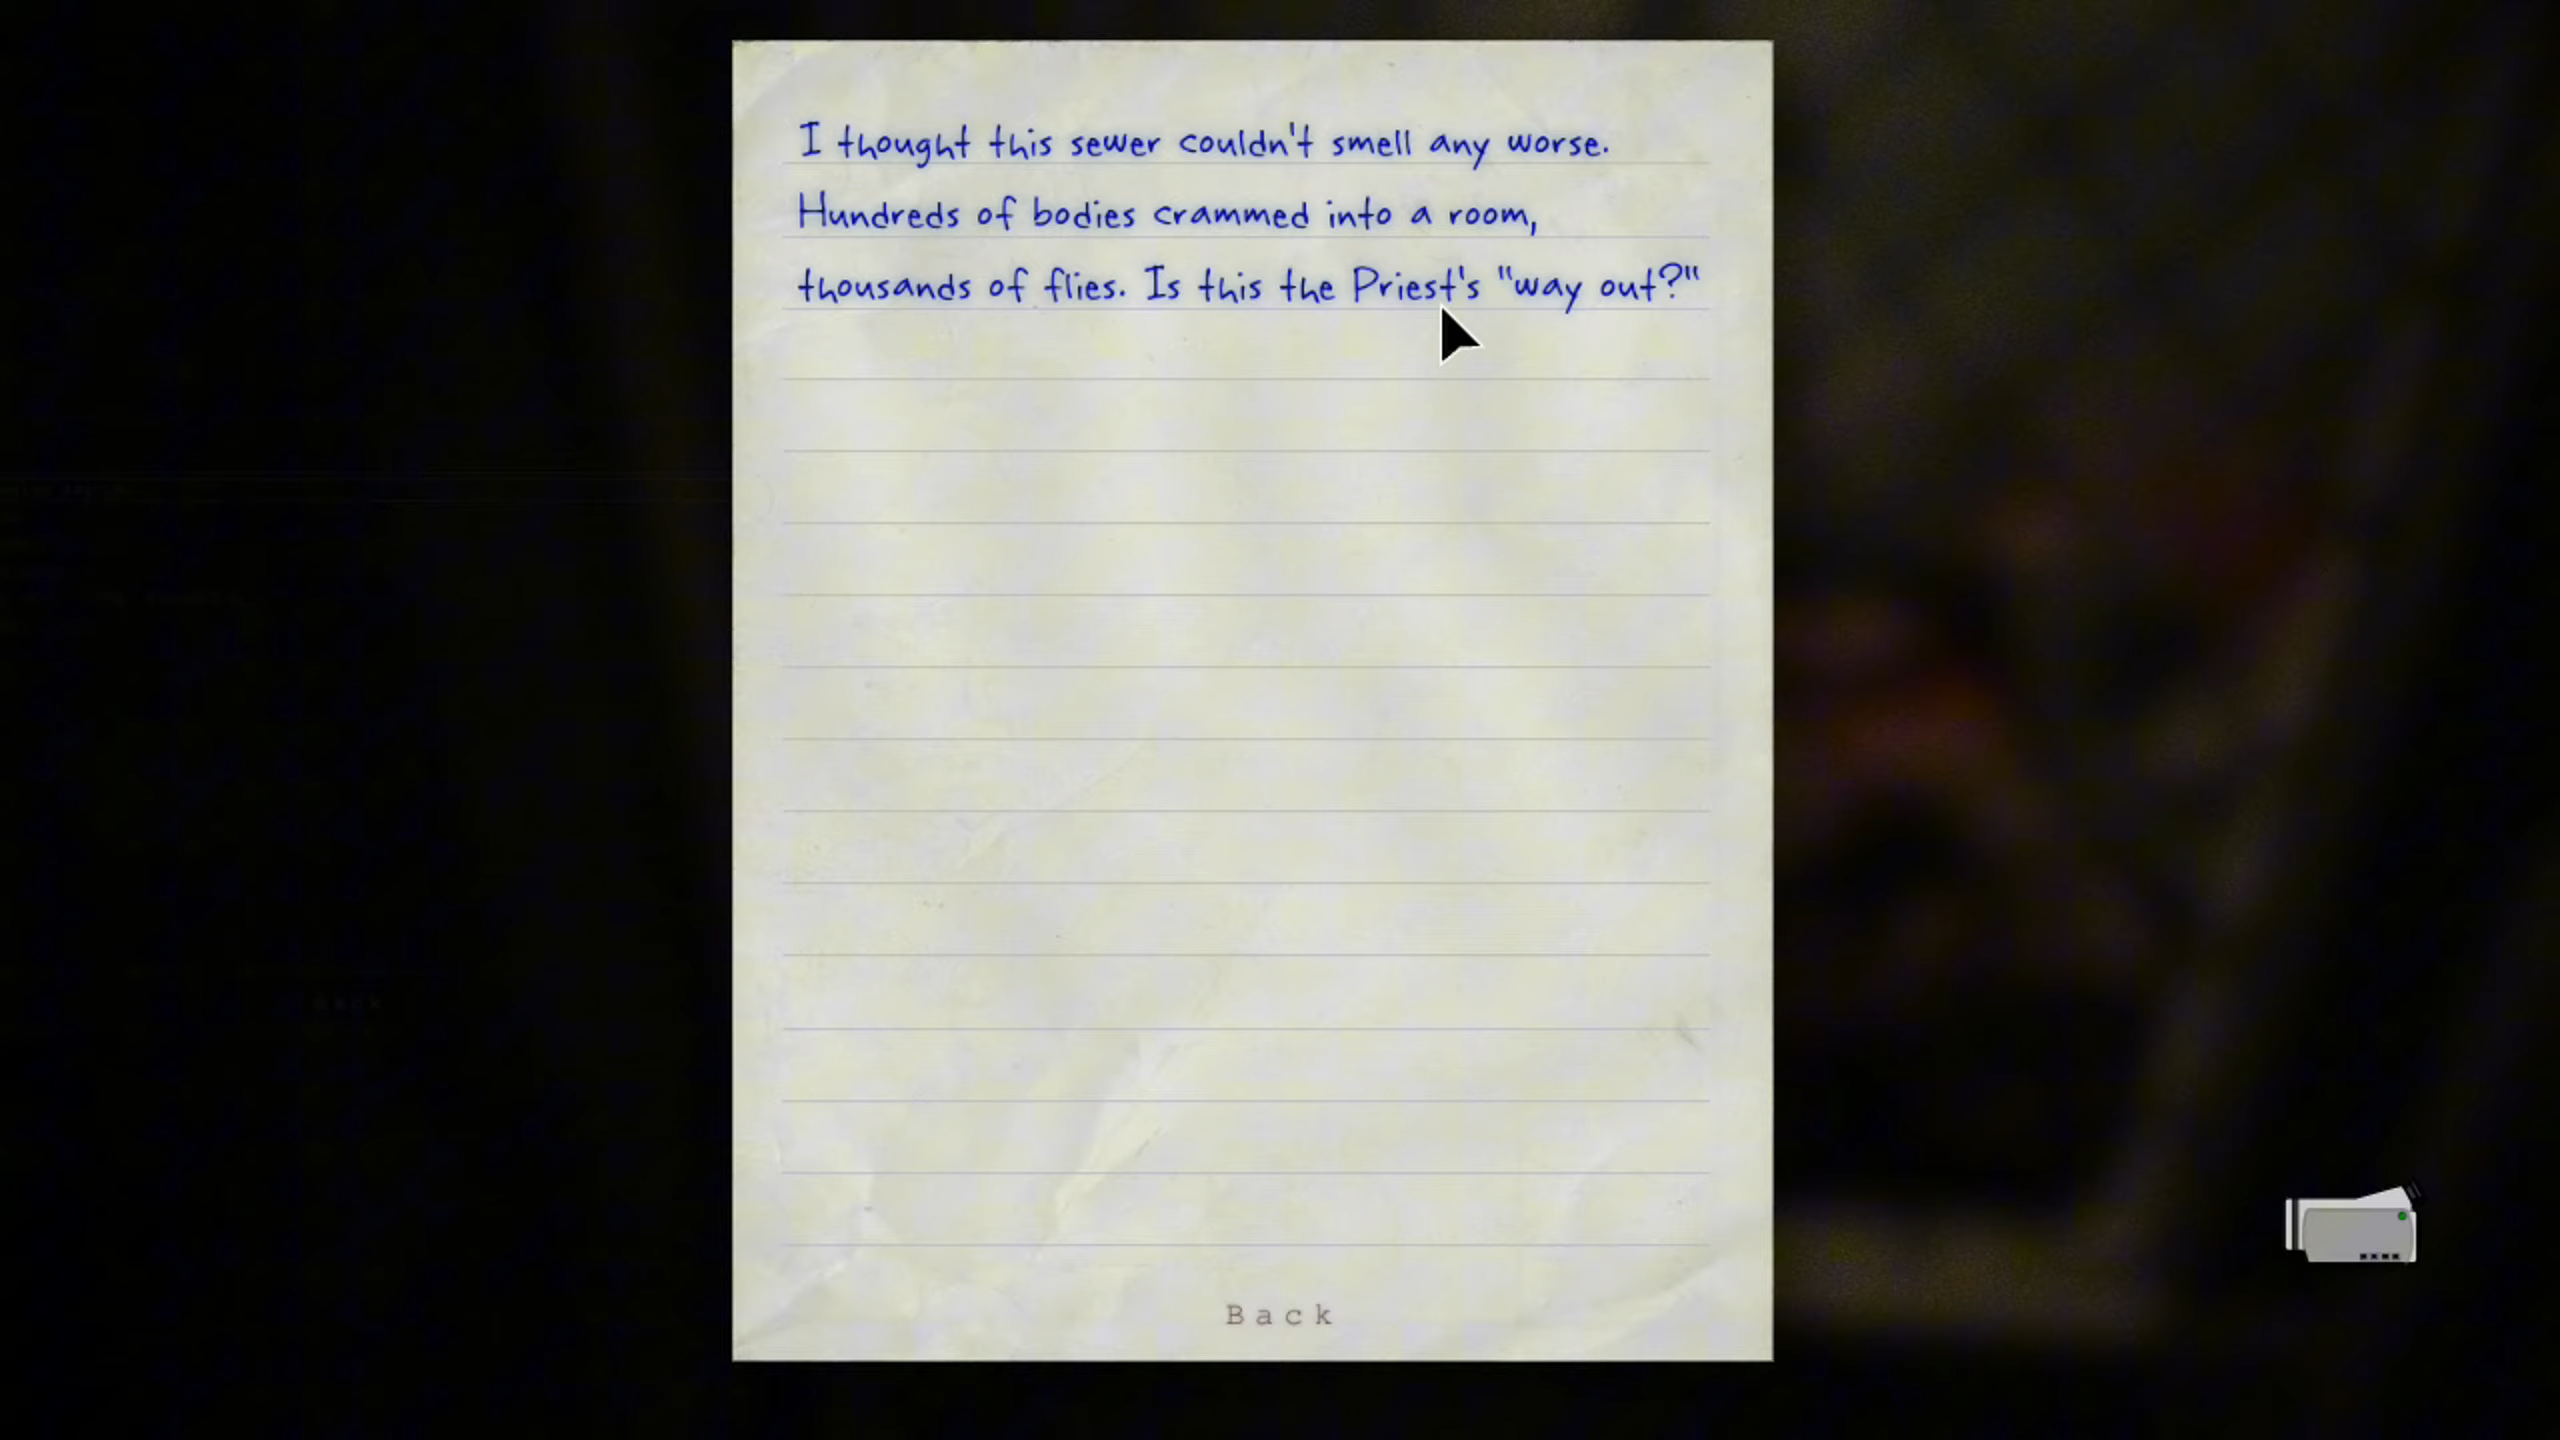 I thought this sewer couldn't smell any worse.
Hundreds of bodies crammed into a room,
thousands of flies. Is this the Priest's "way out?"
Back